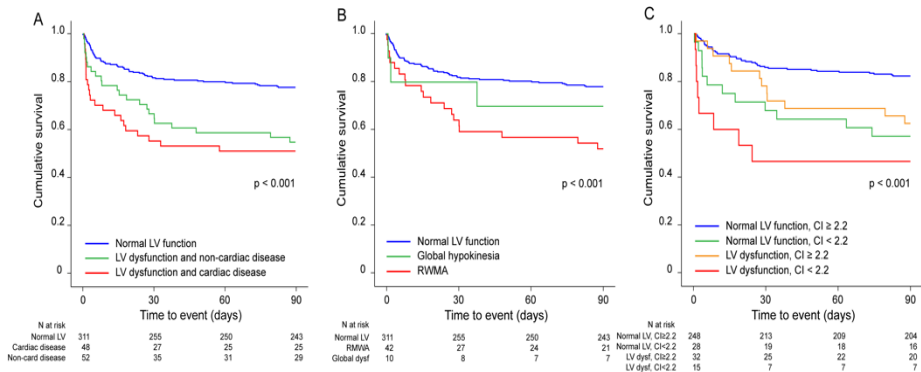 A
Cumulative survival
1.0
0.8
0.6
0.4
0.2
0
p < 0.001
Normal LV function
LV dysfunction and non-cardiac disease
LV dysfunction and cardiac disease
0 30 60 90
Time to event (days)
N at risk
Normal LV 311 255 250 243
Cardiac disease 48 27 25 25
Non-card disease 52 35 31 29
B
Cumulative survival
1.0
0.8
0.6
0.4
0.2
0
p < 0.001
Normal LV function
Global hypokinesia
RWMA
0 30 60 90
Time to event (days)
N at risk
Normal LV 311 255 250 243
RMWA 42 27 24 21
Global dysf 10 8 7 7
C
Cumulative survival
1.0
0.8
0.6
0.4
0.2
0
p < 0.001
Normal LV function, CI ≥ 2.2
Normal LV function, CI < 2.2
LV dysfunction, CI ≥ 2.2
LV dysfunction, CI < 2.2
0 30 60 90
Time to event (days)
N at risk
Normal LV, CI≥2.2 248 213 209 204
Normal LV, CI<2.2 28 19 18 16
LV dysf, CI≥2.2 32 25 22 20
LV dysf, CI<2.2 15 7 7 7